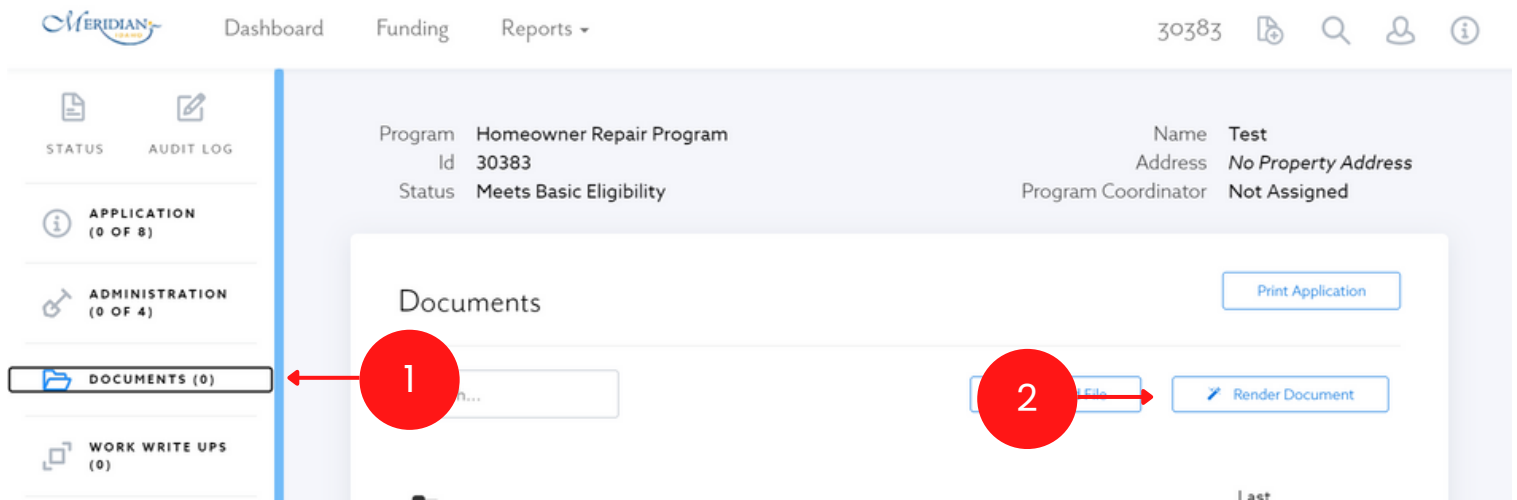 MERIDIAN
IDAHO
Dashboard Funding Reports
30383
STATUS AUDIT LOG
Program Homeowner Repair Program
Id 30383
Status Meets Basic Eligibility
Name Test
Address No Property Address
Program Coordinator Not Assigned
APPLICATION
(0 OF 8)
ADMINISTRATION
(0 OF 4)
DOCUMENTS (0)
WORK WRITE UPS
(0)
Documents
Print Application
1
2
File
Render Document
Last